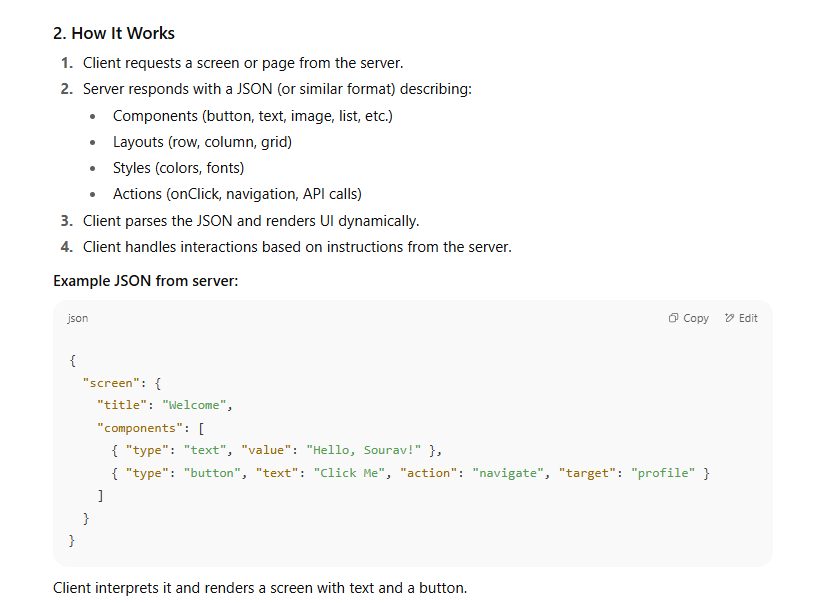 2. How It Works
1. Client requests a screen or page from the server.
2. Server responds with a JSON (or similar format) describing:
• Components (button, text, image, list, etc.)
• Layouts (row, column, grid)
• Styles (colors, fonts)
• Actions (onClick, navigation, API calls)
3. Client parses the JSON and renders UI dynamically.
4. Client handles interactions based on instructions from the server.
Example JSON from server:
json Copy Edit
{
  "screen": {
    "title": "Welcome",
    "components": [
      { "type": "text", "value": "Hello, Sourav!" },
      { "type": "button", "text": "Click Me", "action": "navigate", "target": "profile" }
    ]
  }
}
Client interprets it and renders a screen with text and a button.